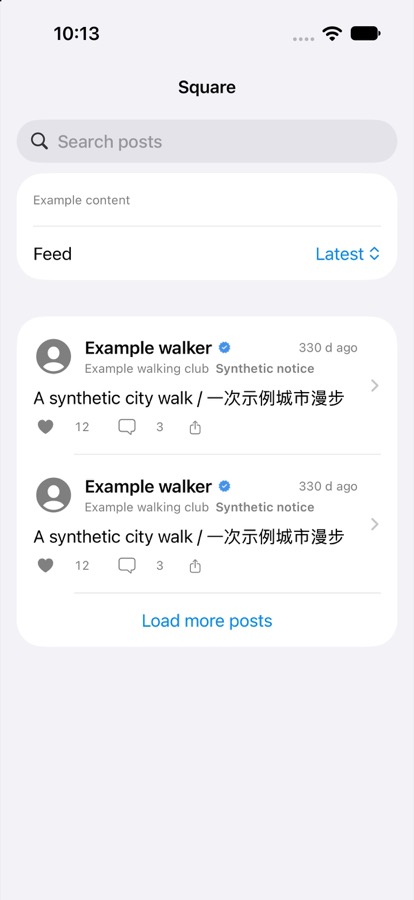 10:13
Square
Search posts
Example content
Feed
Latest
Example walker
330 d ago
Example walking club Synthetic notice
A synthetic city walk / 一次示例城市漫步
12
3
Example walker
330 d ago
Example walking club Synthetic notice
A synthetic city walk / 一次示例城市漫步
12
3
Load more posts